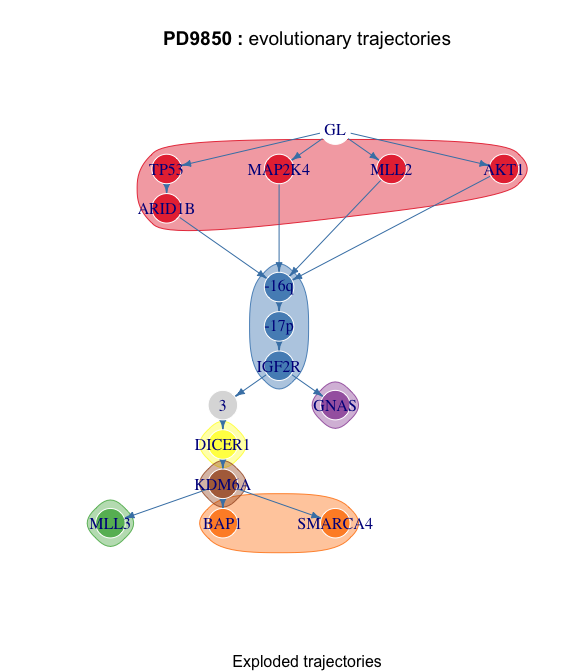 PD9850 : evolutionary trajectories
GL
TP53 MAP2K4 MLL2 AKT1
ARID1B
-16q
-17p
IGF2R
3 GNAS
DICER1
KDM6A
MLL3 BAP1 SMARCA4
Exploded trajectories